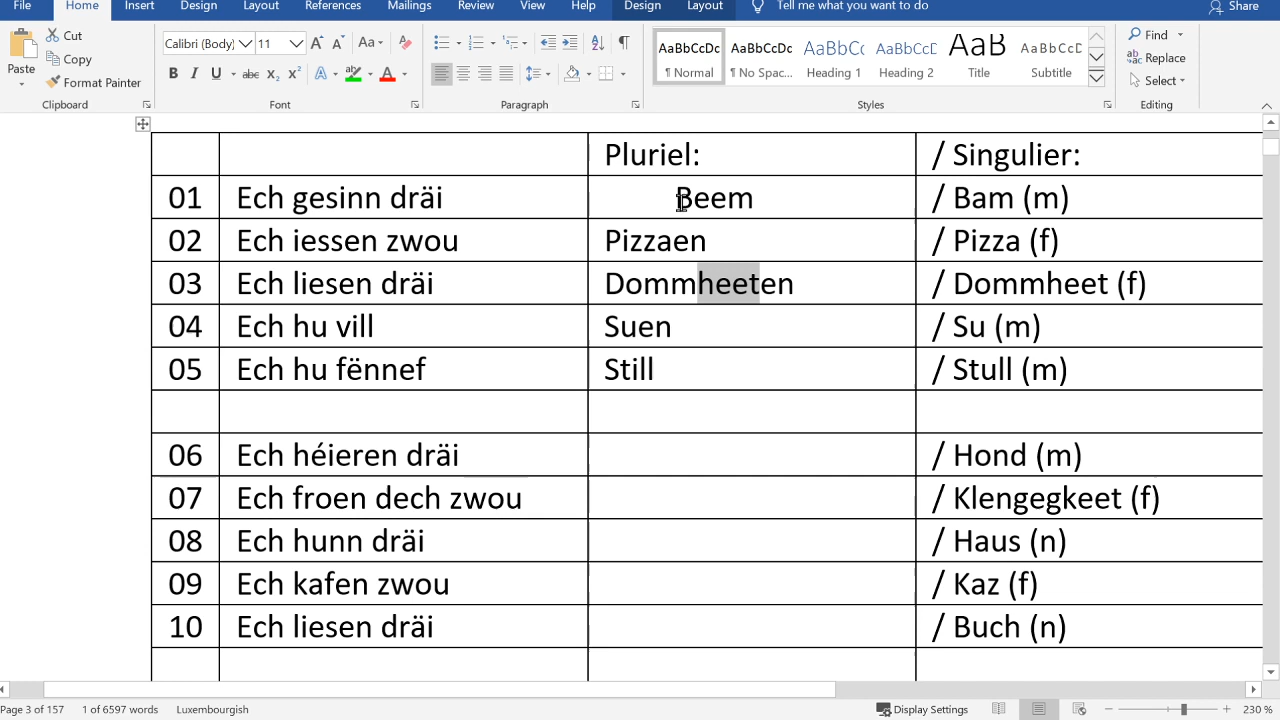 File Home Insert Design Layout References Mailings Review View Help Design Layout Tell me what you want to do Share
Cut
Copy
Format Painter
Paste
Calibri (Body) 11 Aa
B I U abc x₂ x² A A
AaBbCcDc AaBbCcDc AaBbCc AaBbCcD AaB AaBbCcD
¶ Normal ¶ No Spac... Heading 1 Heading 2 Title Subtitle
Find
Replace
Select
Clipboard Font Paragraph Styles Editing
Pluriel: / Singulier:
01 Ech gesinn dräi Beem / Bam (m)
02 Ech iessen zwou Pizzaen / Pizza (f)
03 Ech liesen dräi Dommheeten / Dommheet (f)
04 Ech hu vill Suen / Su (m)
05 Ech hu fënnef Still / Stull (m)
06 Ech héieren dräi / Hond (m)
07 Ech froen dech zwou / Klengegkeet (f)
08 Ech hunn dräi / Haus (n)
09 Ech kafen zwou / Kaz (f)
10 Ech liesen dräi / Buch (n)
Page 3 of 157 1 of 6597 words Luxembourgish Display Settings 230 %